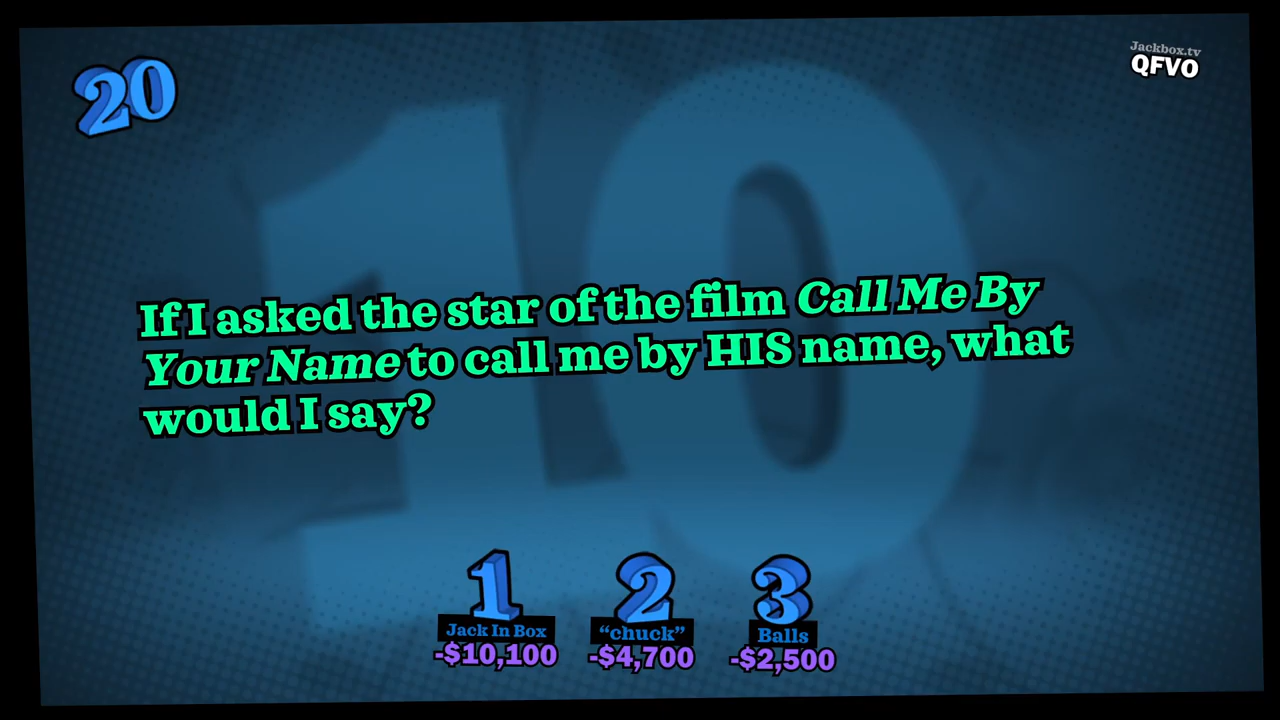 20
Jackbox.tv
QFVO
10
If I asked the star of the film Call Me By
Your Name to call me by HIS name, what
would I say?
1
2
3
Jack In Box
“chuck”
Balls
-$10,100
-$4,700
-$2,500